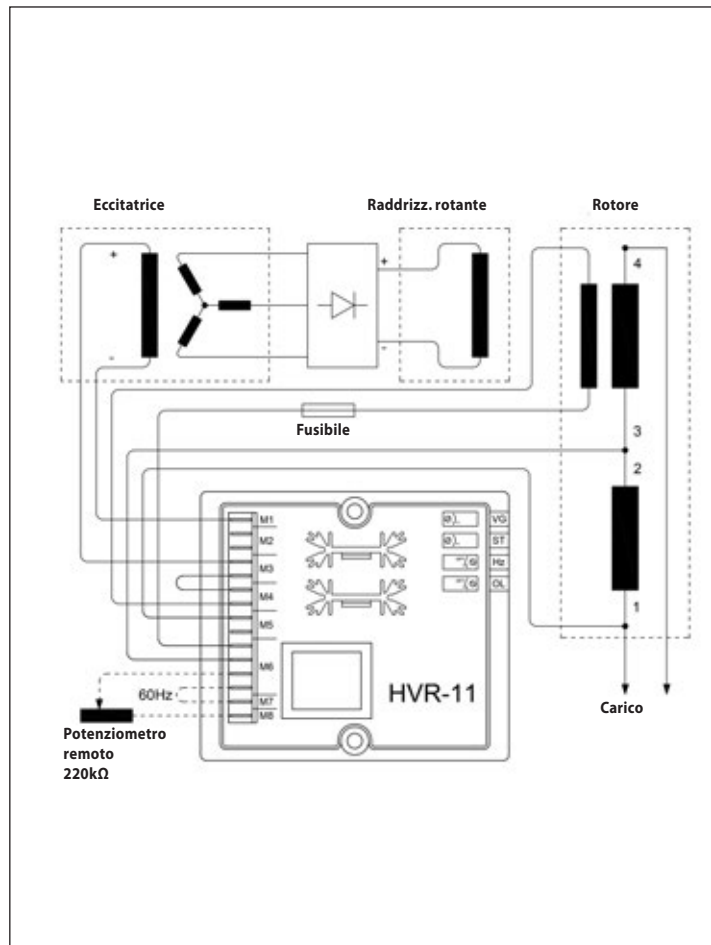 Eccitatrice
Raddrizz. rotante
Rotore
+
-
+
-
4
3
2
1
Fusibile
M1
M2
M3
M4
M5
M6
M7
M8
VG
ST
Hz
OL
60Hz
HVR-11
Potenziometro
remoto
220kΩ
Carico